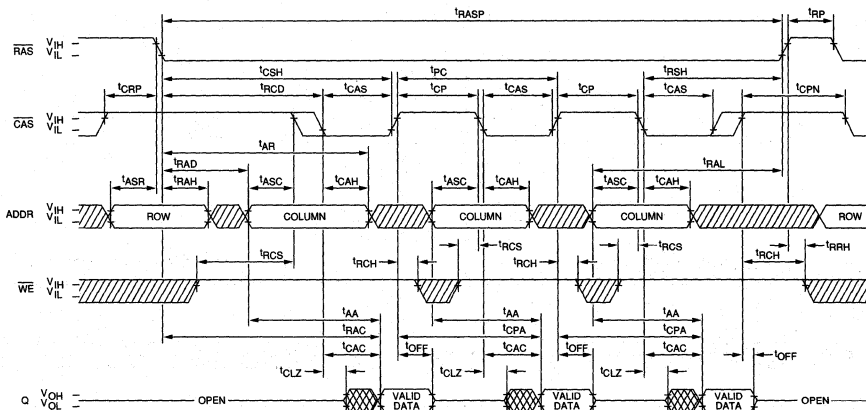 tRASP tRP
RAS VIH
VIL
tCSH tPC tRSH
tCRP tRCD tCAS tCP tCAS tCP tCAS tCPN
CAS VIH
VIL
tAR
tRAD tRAL
tASR tRAH tASC tCAH tASC tCAH tASC tCAH
ADDR VIH
VIL
ROW COLUMN COLUMN COLUMN ROW
tRCS tRCH tRCS tRCH tRCS tRCH tRRH
WE VIH
VIL
tAA tAA tAA
tRAC tCPA tCPA
tCAC tOFF tCAC tOFF tCAC tOFF
tCLZ tCLZ tCLZ
Q VOH
VOL
OPEN VALID DATA VALID DATA VALID DATA OPEN